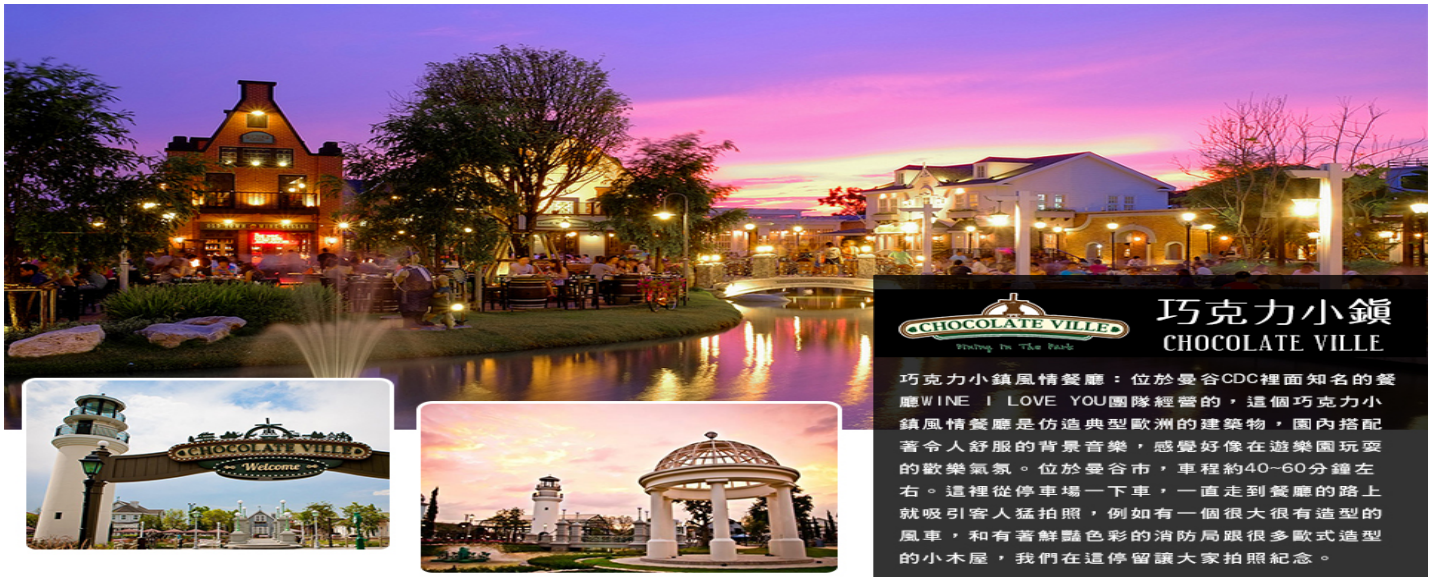 CHOCOLATE VILLE
Dining In The Park
巧克力小鎮
CHOCOLATE VILLE
巧克力小鎮風情餐廳：位於曼谷CDC裡面知名的餐
廳WINE I LOVE YOU團隊經營的，這個巧克力小
鎮風情餐廳是仿造典型歐洲的建築物，園內搭配
著令人舒服的背景音樂，感覺好像在遊樂園玩耍
的歡樂氣氛。位於曼谷市，車程約40~60分鐘左
右。這裡從停車場一下車，一直走到餐廳的路上
就吸引客人猛拍照，例如有一個很大很有造型的
風車，和有著鮮豔色彩的消防局跟很多歐式造型
的小木屋，我們在這停留讓大家拍照紀念。
CHOCOLATE VILLE
Welcome